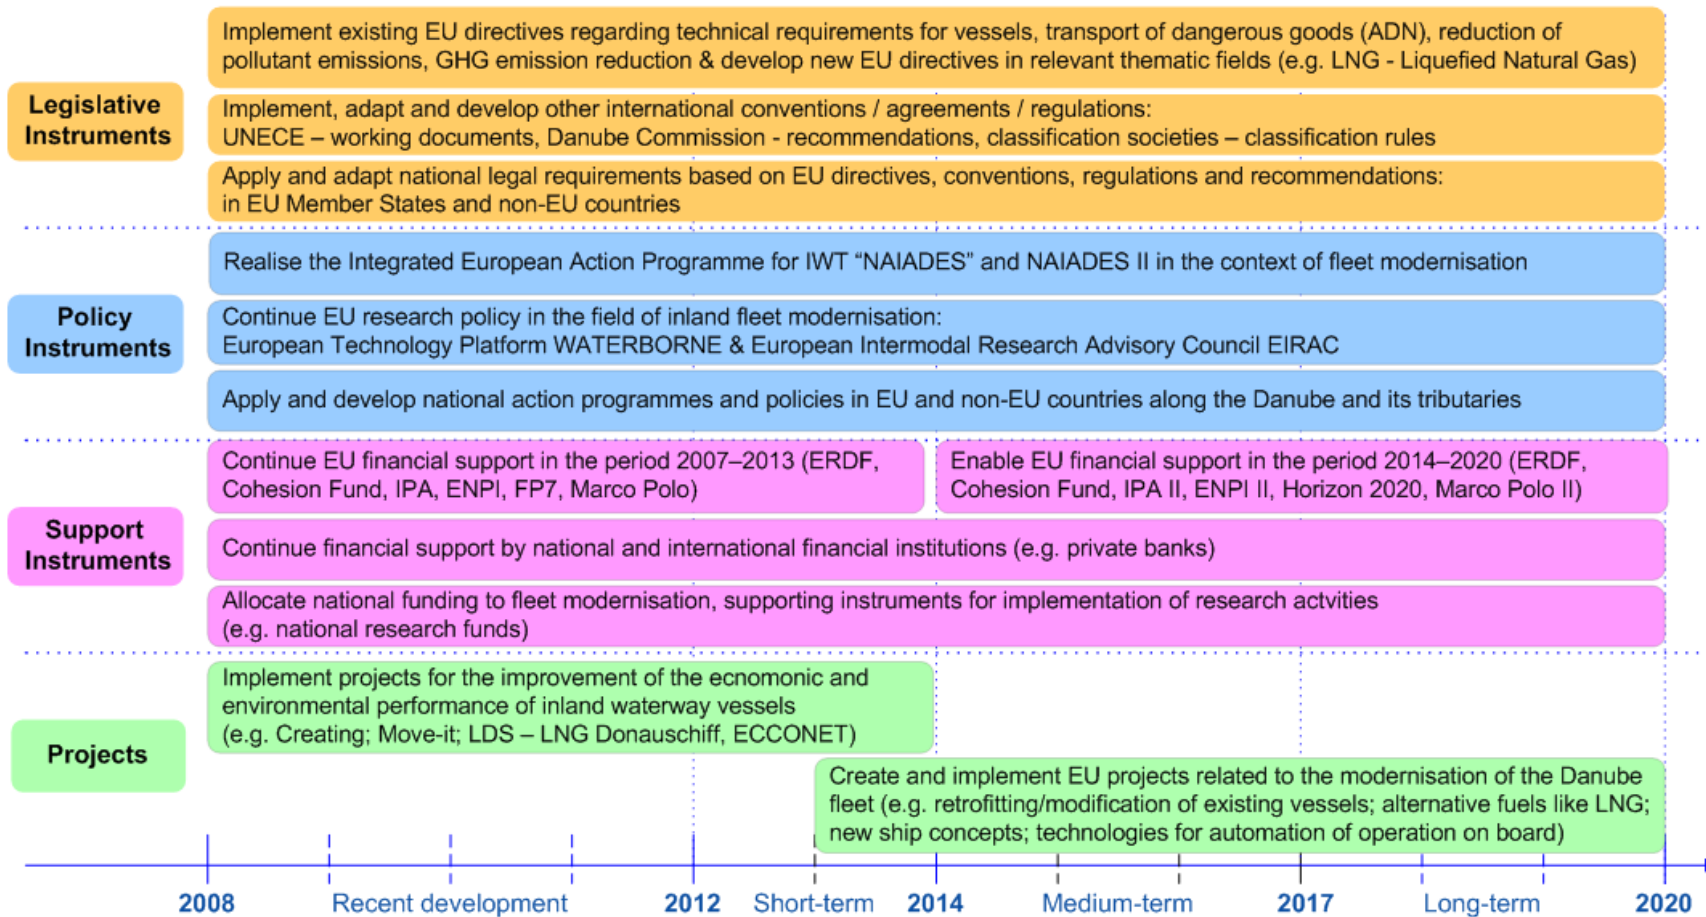 Legislative
Instruments
Implement existing EU directives regarding technical requirements for vessels, transport of dangerous goods (ADN), reduction of
pollutant emissions, GHG emission reduction & develop new EU directives in relevant thematic fields (e.g. LNG - Liquefied Natural Gas)
Implement, adapt and develop other international conventions / agreements / regulations:
UNECE – working documents, Danube Commission - recommendations, classification societies – classification rules
Apply and adapt national legal requirements based on EU directives, conventions, regulations and recommendations:
in EU Member States and non-EU countries
Policy
Instruments
Realise the Integrated European Action Programme for IWT “NAIADES” and NAIADES II in the context of fleet modernisation
Continue EU research policy in the field of inland fleet modernisation:
European Technology Platform WATERBORNE & European Intermodal Research Advisory Council EIRAC
Apply and develop national action programmes and policies in EU and non-EU countries along the Danube and its tributaries
Support
Instruments
Continue EU financial support in the period 2007–2013 (ERDF,
Cohesion Fund, IPA, ENPI, FP7, Marco Polo)
Enable EU financial support in the period 2014–2020 (ERDF,
Cohesion Fund, IPA II, ENPI II, Horizon 2020, Marco Polo II)
Continue financial support by national and international financial institutions (e.g. private banks)
Allocate national funding to fleet modernisation, supporting instruments for implementation of research actvities
(e.g. national research funds)
Projects
Implement projects for the improvement of the ecnomonic and
environmental performance of inland waterway vessels
(e.g. Creating; Move-it; LDS – LNG Donauschiff, ECCONET)
Create and implement EU projects related to the modernisation of the Danube
fleet (e.g. retrofitting/modification of existing vessels; alternative fuels like LNG;
new ship concepts; technologies for automation of operation on board)
2008 Recent development 2012 Short-term 2014 Medium-term 2017 Long-term 2020